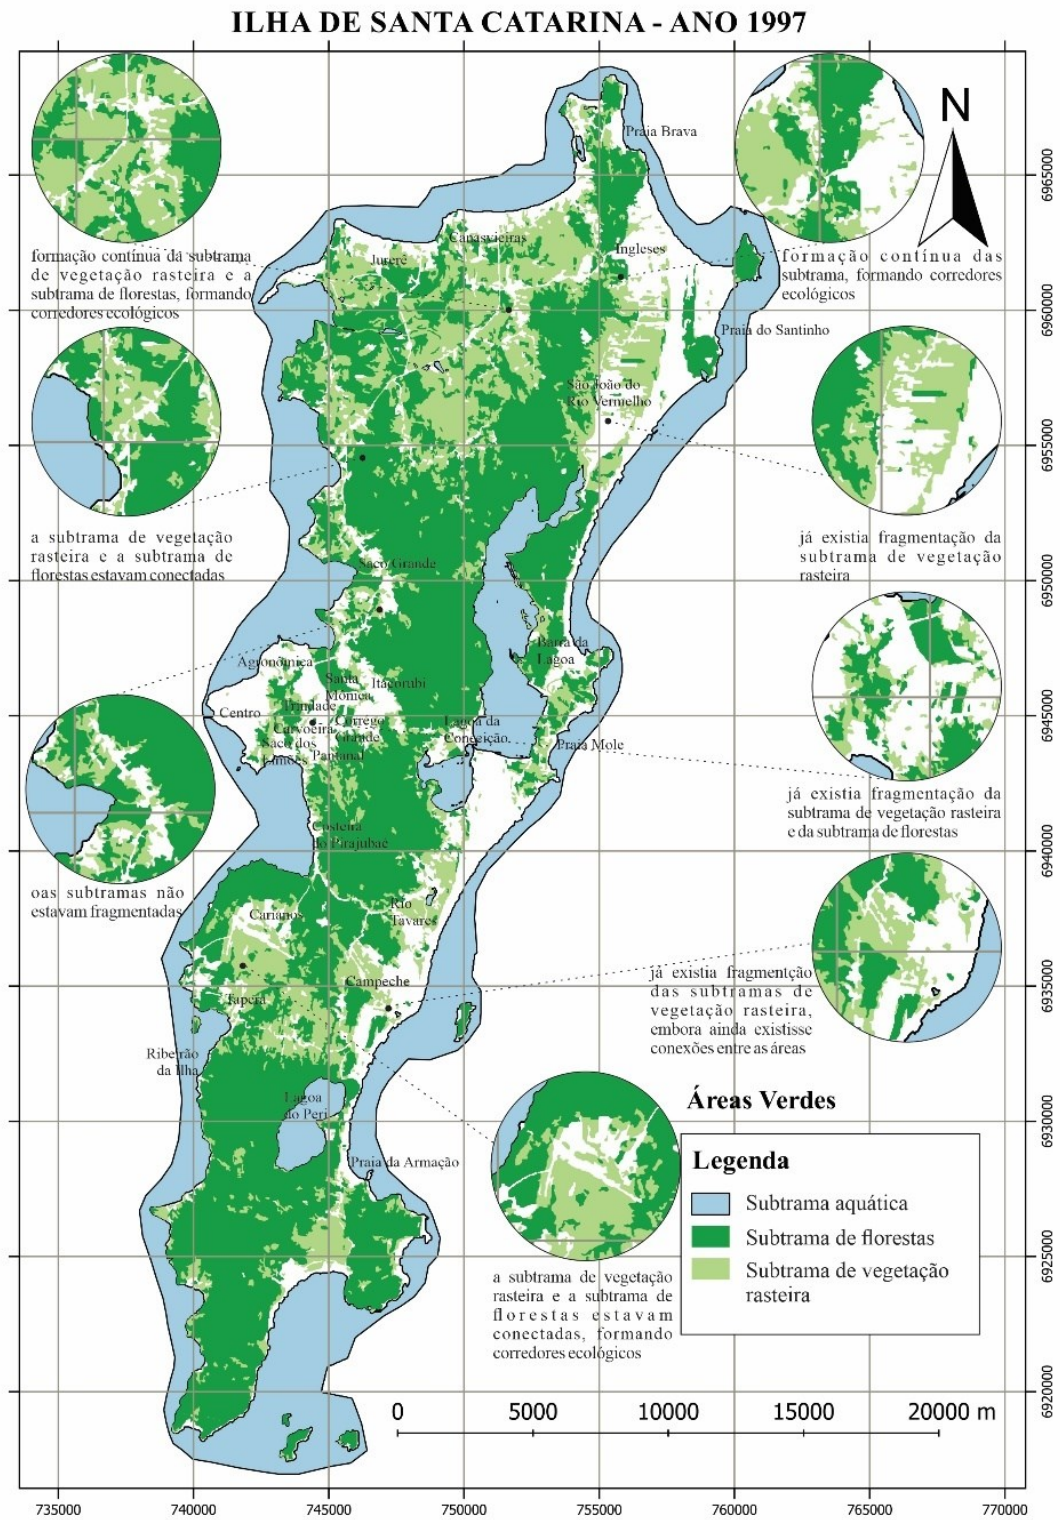 ILHA DE SANTA CATARINA - ANO 1997
N
Praia Brava
Canasvieiras
Jurerê
Ingleses
formação contínua da subtrama
de vegetação rasteira e a
subtrama de florestas, formando
corredores ecológicos
formação contínua das
subtrama, formando corredores
ecológicos
Praia do Santinho
São João do
Rio Vermelho
a subtrama de vegetação
rasteira e a subtrama de
florestas estavam conectadas
já existia fragmentação da
subtrama de vegetação
rasteira
Saco Grande
Barra da
Lagoa
Agronômica
Santa
Mônica
Itacorubi
Trindade
Centro
Carvoeira
Córrego
Grande
Lagoa da
Conceição
Saco dos
Limões
Pantanal
Praia Mole
já existia fragmentação da
subtrama de vegetação rasteira
e da subtrama de florestas
Costeira
do Pirajubaé
oas subtramas não
estavam fragmentadas
Carianos
Rio
Tavares
Campeche
Tapera
já existia fragmentção
das subtramas de
vegetação rasteira,
embora ainda existisse
conexões entre as áreas
Ribeirão
da Ilha
Lagoa
do Peri
Praia da Armação
a subtrama de vegetação
rasteira e a subtrama de
florestas estavam
conectadas, formando
corredores ecológicos
Áreas Verdes
Legenda
Subtrama aquática
Subtrama de florestas
Subtrama de vegetação
rasteira
0 5000 10000 15000 20000 m
6965000
6960000
6955000
6950000
6945000
6940000
6935000
6930000
6925000
6920000
735000 740000 745000 750000 755000 760000 765000 770000